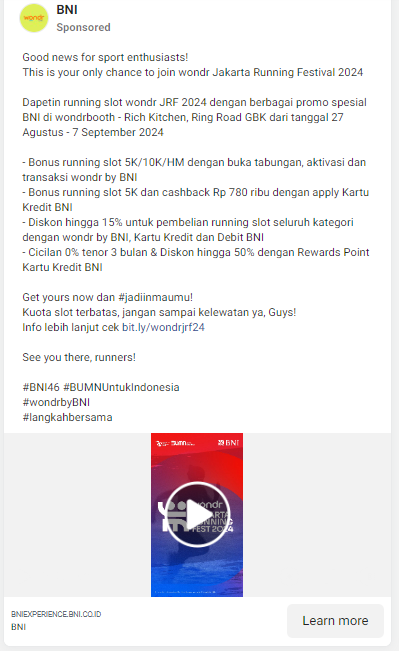 wondr
BNI
Sponsored
Good news for sport enthusiasts!
This is your only chance to join wondr Jakarta Running Festival 2024
Dapetin running slot wondr JRF 2024 dengan berbagai promo spesial
BNI di wondrbooth - Rich Kitchen, Ring Road GBK dari tanggal 27
Agustus - 7 September 2024
- Bonus running slot 5K/10K/HM dengan buka tabungan, aktivasi dan
transaksi wondr by BNI
- Bonus running slot 5K dan cashback Rp 780 ribu dengan apply Kartu
Kredit BNI
- Diskon hingga 15% untuk pembelian running slot seluruh kategori
dengan wondr by BNI, Kartu Kredit dan Debit BNI
- Cicilan 0% tenor 3 bulan & Diskon hingga 50% dengan Rewards Point
Kartu Kredit BNI
Get yours now dan #jadiinmaumu!
Kuota slot terbatas, jangan sampai kelewatan ya, Guys!
Info lebih lanjut cek bit.ly/wondrjrf24
See you there, runners!
#BNI46 #BUMNUntukIndonesia
#wondrbyBNI
#langkahbersama
BUMN
BNI
wondr
JAKARTA
RUNNING
FEST 2024
BNIEXPERIENCE.BNI.CO.ID
BNI
Learn more